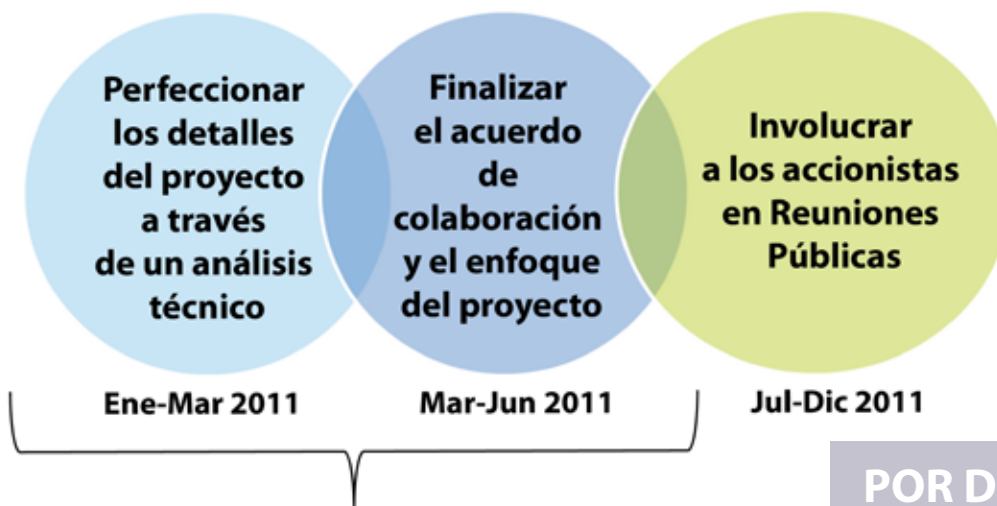 Perfeccionar
los detalles
del proyecto
a través
de un análisis
técnico
Finalizar
el acuerdo
de
colaboración
y el enfoque
del proyecto
Involucrar
a los accionistas
en Reuniones
Públicas
Ene-Mar 2011
Mar-Jun 2011
Jul-Dic 2011
POR D